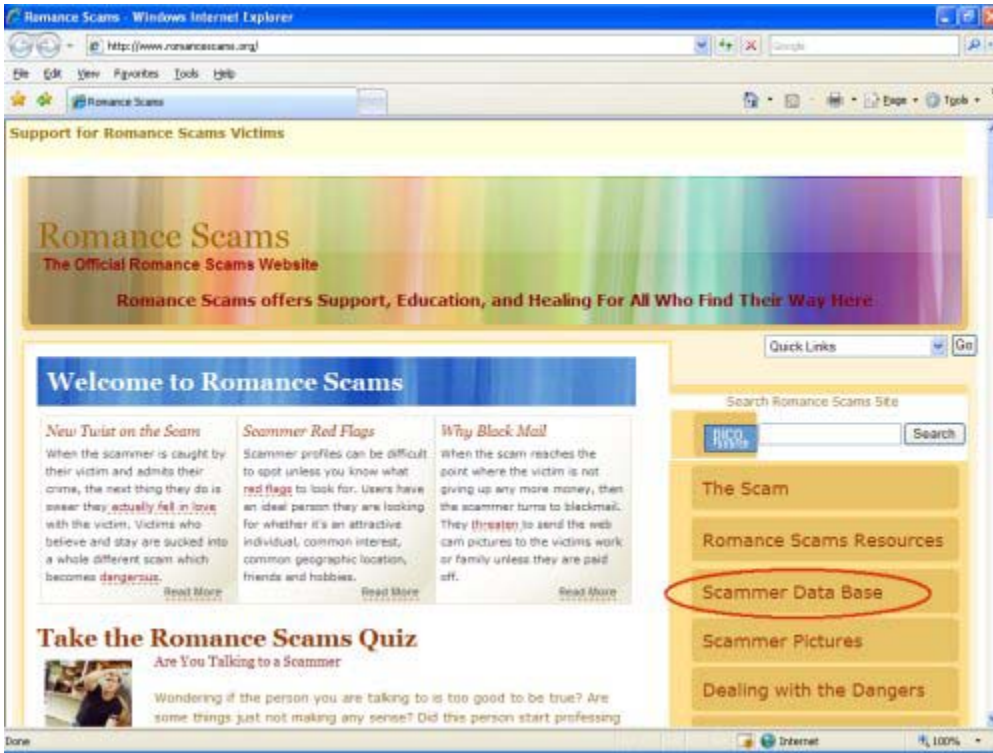 Romance Scams - Windows Internet Explorer
http://www.romancescams.org/
Google
File Edit View Favorites Tools Help
Romance Scams
Page Tools
Support for Romance Scams Victims
Romance Scams
The Official Romance Scams Website
Romance Scams offers Support, Education, and Healing For All Who Find Their Way Here
Quick Links
Go
Welcome to Romance Scams
New Twist on the Scam
When the scammer is caught by
their victim and admits their
crime, the next thing they do is
swear they actually fell in love
with the victim. Victims who
believe and stay are sucked into
a whole different scam which
becomes dangerous.
Read More
Scammer Red Flags
Scammer profiles can be difficult
to spot unless you know what
red flags to look for. Users have
an ideal person they are looking
for whether it's an attractive
individual, common interest,
common geographic location,
friends and hobbies.
Read More
Why Black Mail
When the scam reaches the
point where the victim is not
giving up any more money, then
the scammer turns to blackmail.
They threaten to send the web
cam pictures to the victims work
or family unless they are paid
off.
Read More
Search Romance Scams Site
PICO
Search
The Scam
Romance Scams Resources
Scammer Data Base
Scammer Pictures
Dealing with the Dangers
Take the Romance Scams Quiz
Are You Talking to a Scammer
Wondering if the person you are talking to is too good to be true? Are
some things just not making any sense? Did this person start professing
Done
Internet
100%